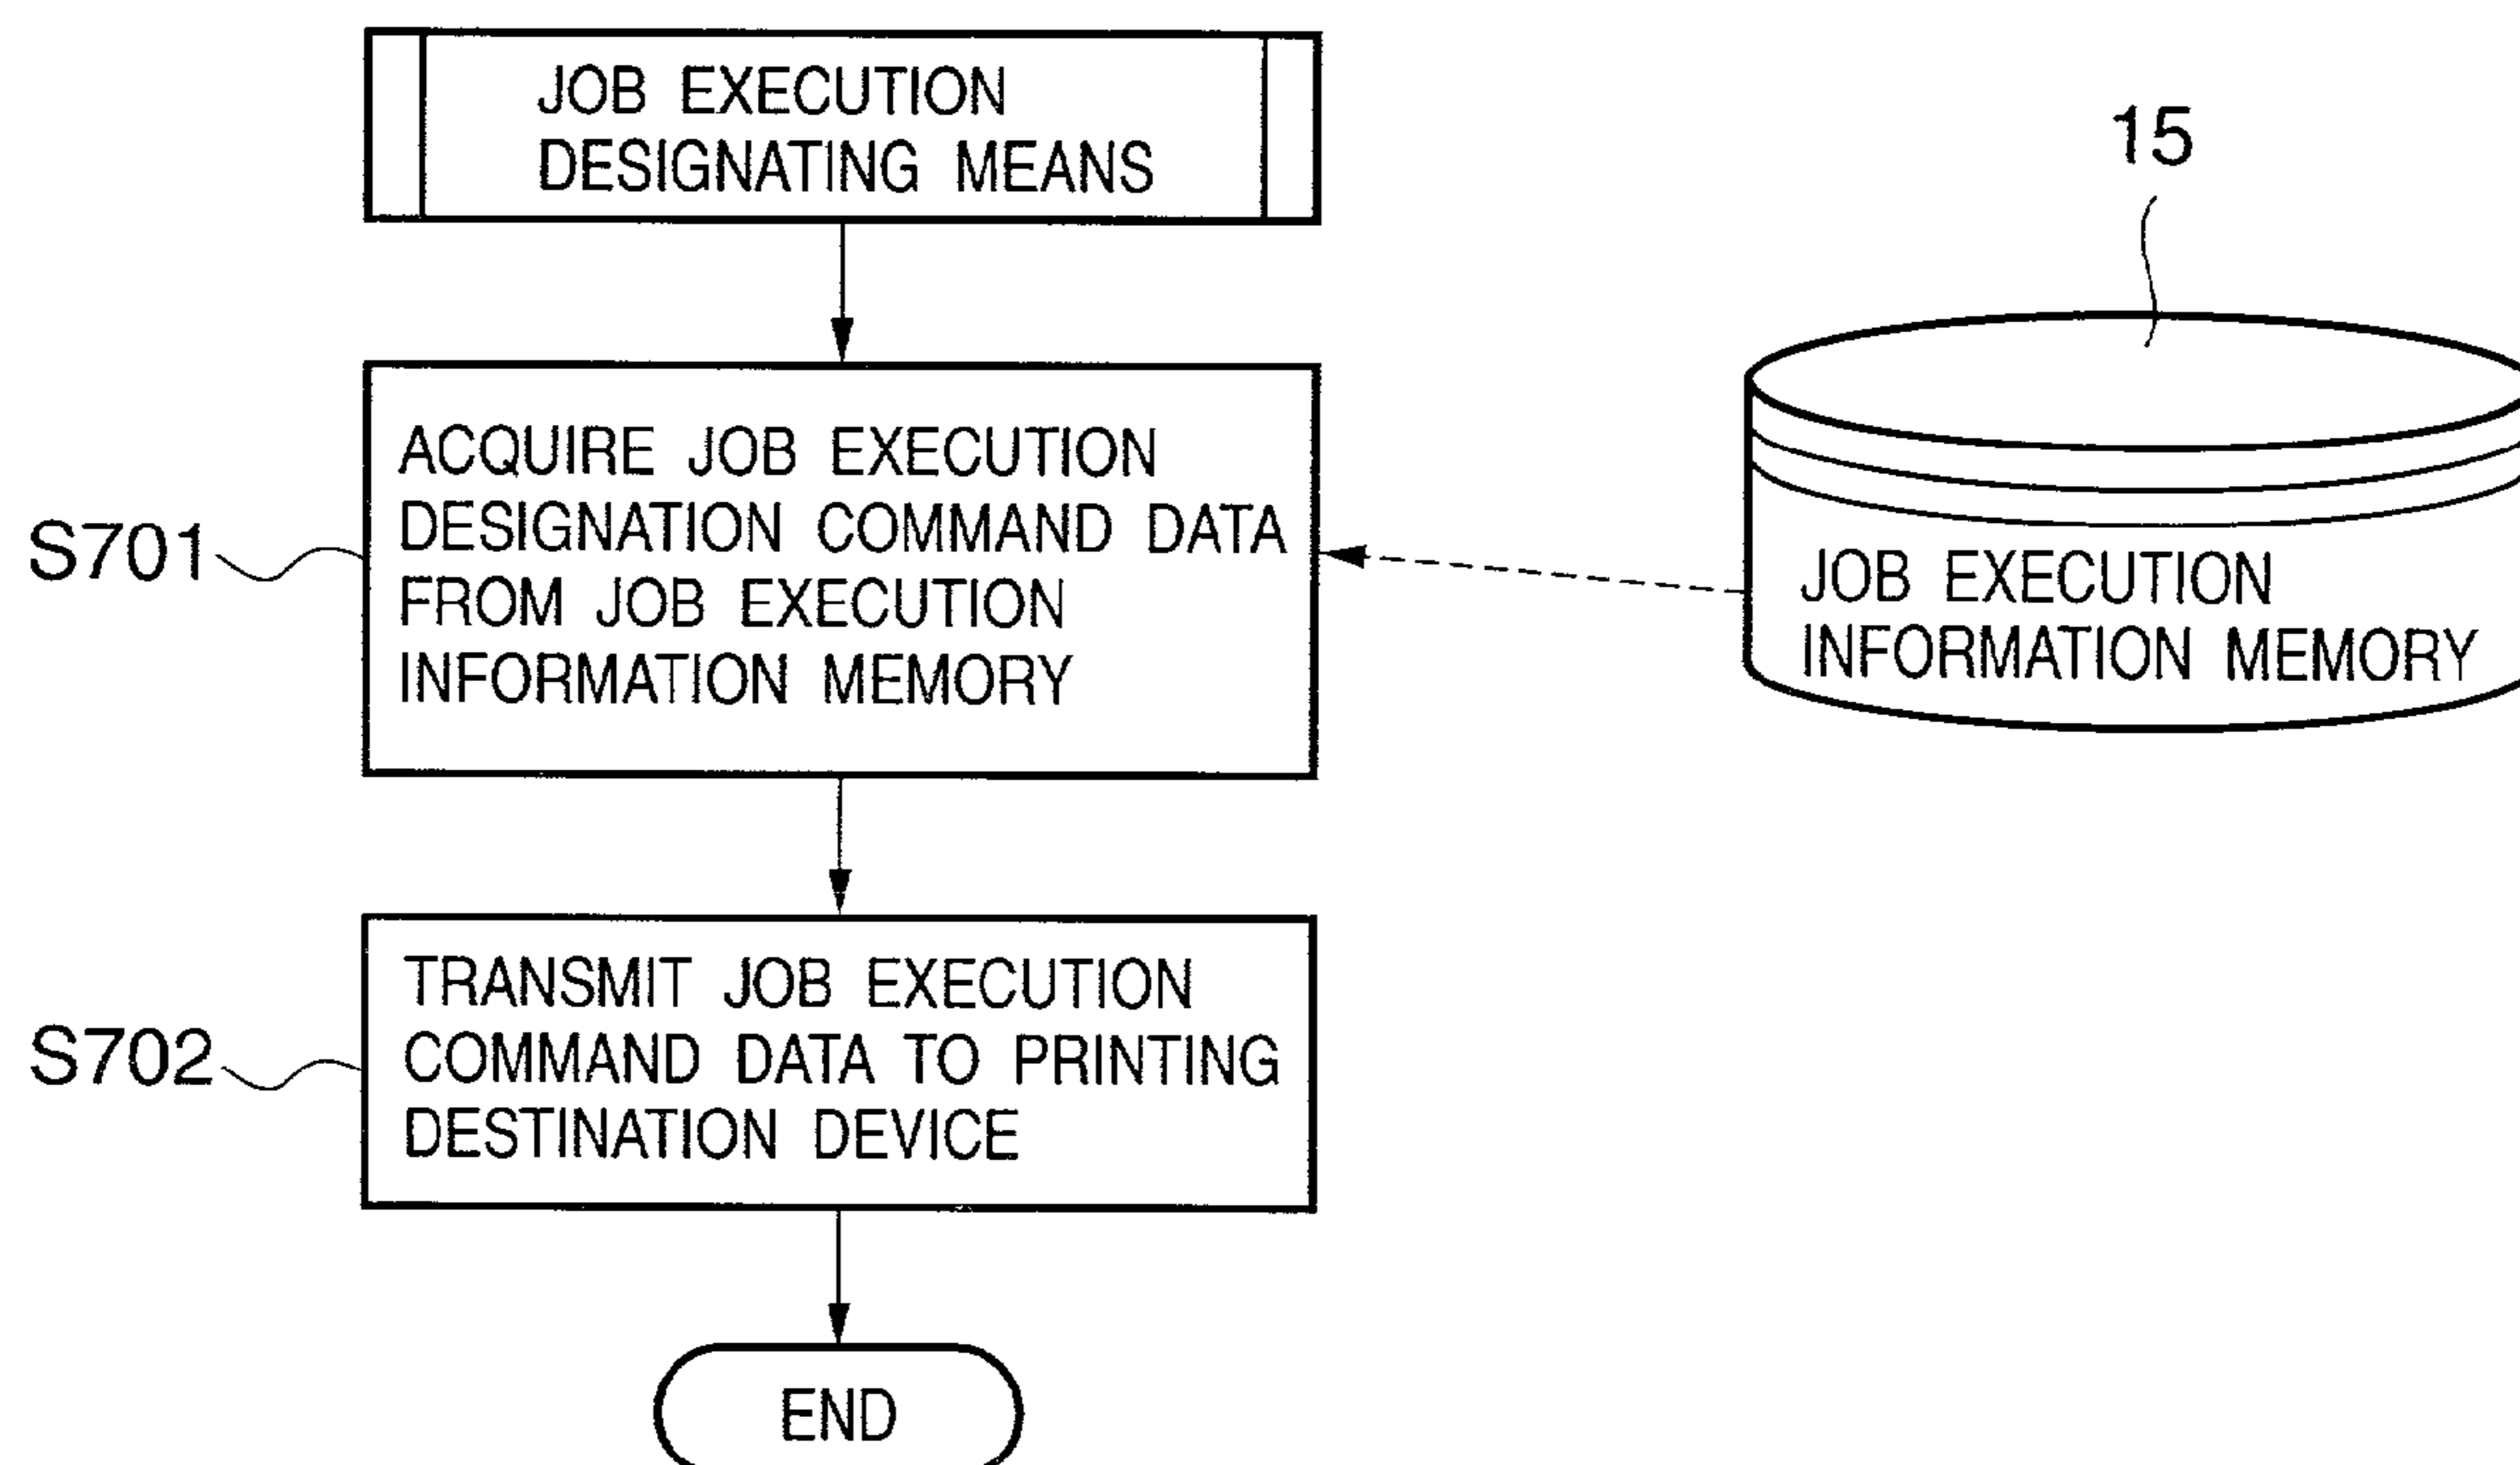 JOB EXECUTION
DESIGNATING MEANS
15
S701
ACQUIRE JOB EXECUTION
DESIGNATION COMMAND DATA
FROM JOB EXECUTION
INFORMATION MEMORY
JOB EXECUTION
INFORMATION MEMORY
S702
TRANSMIT JOB EXECUTION
COMMAND DATA TO PRINTING
DESTINATION DEVICE
END